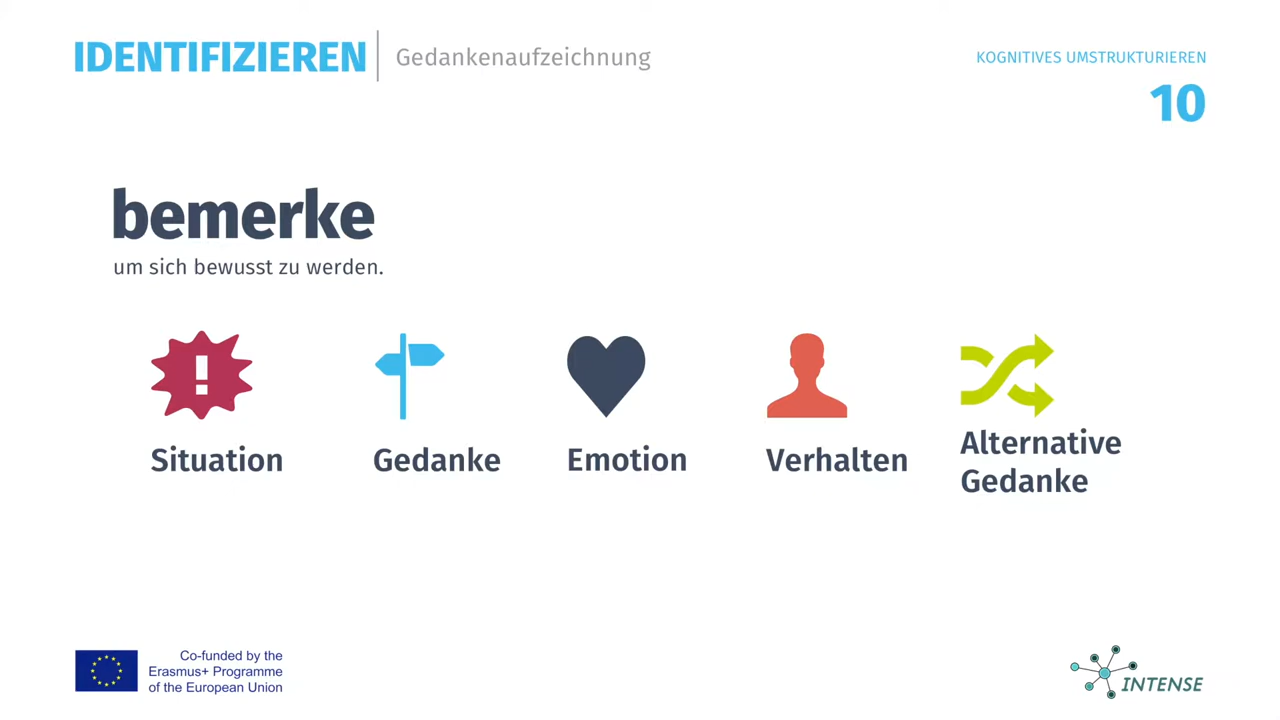 IDENTIFIZIEREN
Gedankenaufzeichnung
KOGNITIVES UMSTRUKTURIEREN
10
bemerke
um sich bewusst zu werden.
Situation
Gedanke
Emotion
Verhalten
Alternative
Gedanke
Co-funded by the
Erasmus+ Programme
of the European Union
INTENSE